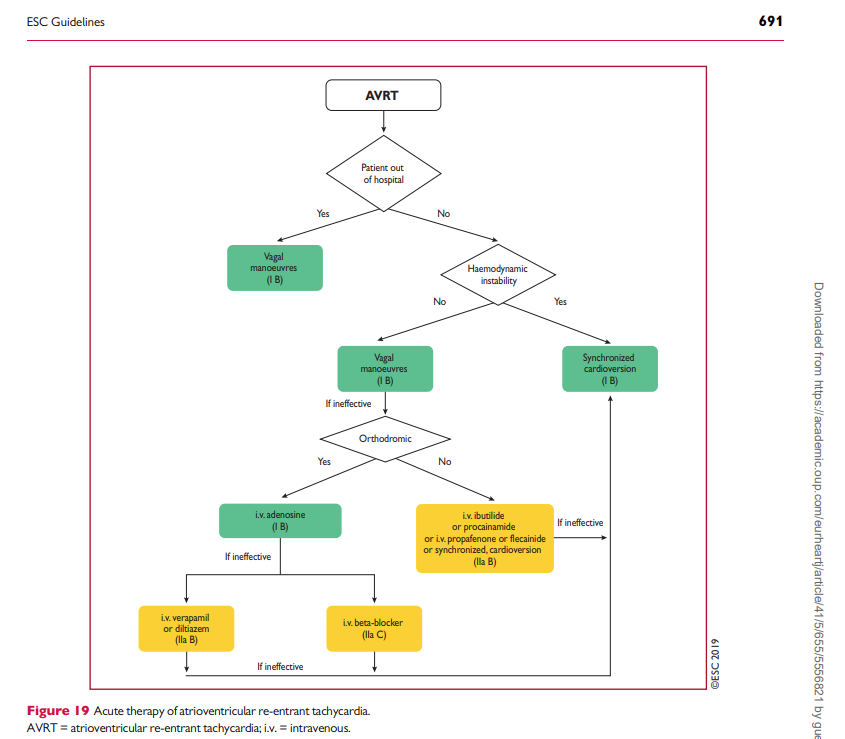 ESC Guidelines
691
AVRT
Patient out
of hospital
Yes
No
Vagal
manoeuvres
(I B)
Haemodynamic
instability
No
Yes
Vagal
manoeuvres
(I B)
Synchronized
cardioversion
(I B)
If ineffective
Orthodromic
Yes
No
i.v. adenosine
(I B)
i.v. ibutilide
or procainamide
or i.v. propafenone or flecainide
or synchronized, cardioversion
(IIa B)
If ineffective
If ineffective
i.v. verapamil
or diltiazem
(IIa B)
i.v. beta-blocker
(IIa C)
If ineffective
©ESC 2019
Figure 19 Acute therapy of atrioventricular re-entrant tachycardia.
AVRT = atrioventricular re-entrant tachycardia; i.v. = intravenous.
Downloaded from https://academic.oup.com/eurheartj/article/41/5/655/5556821 by